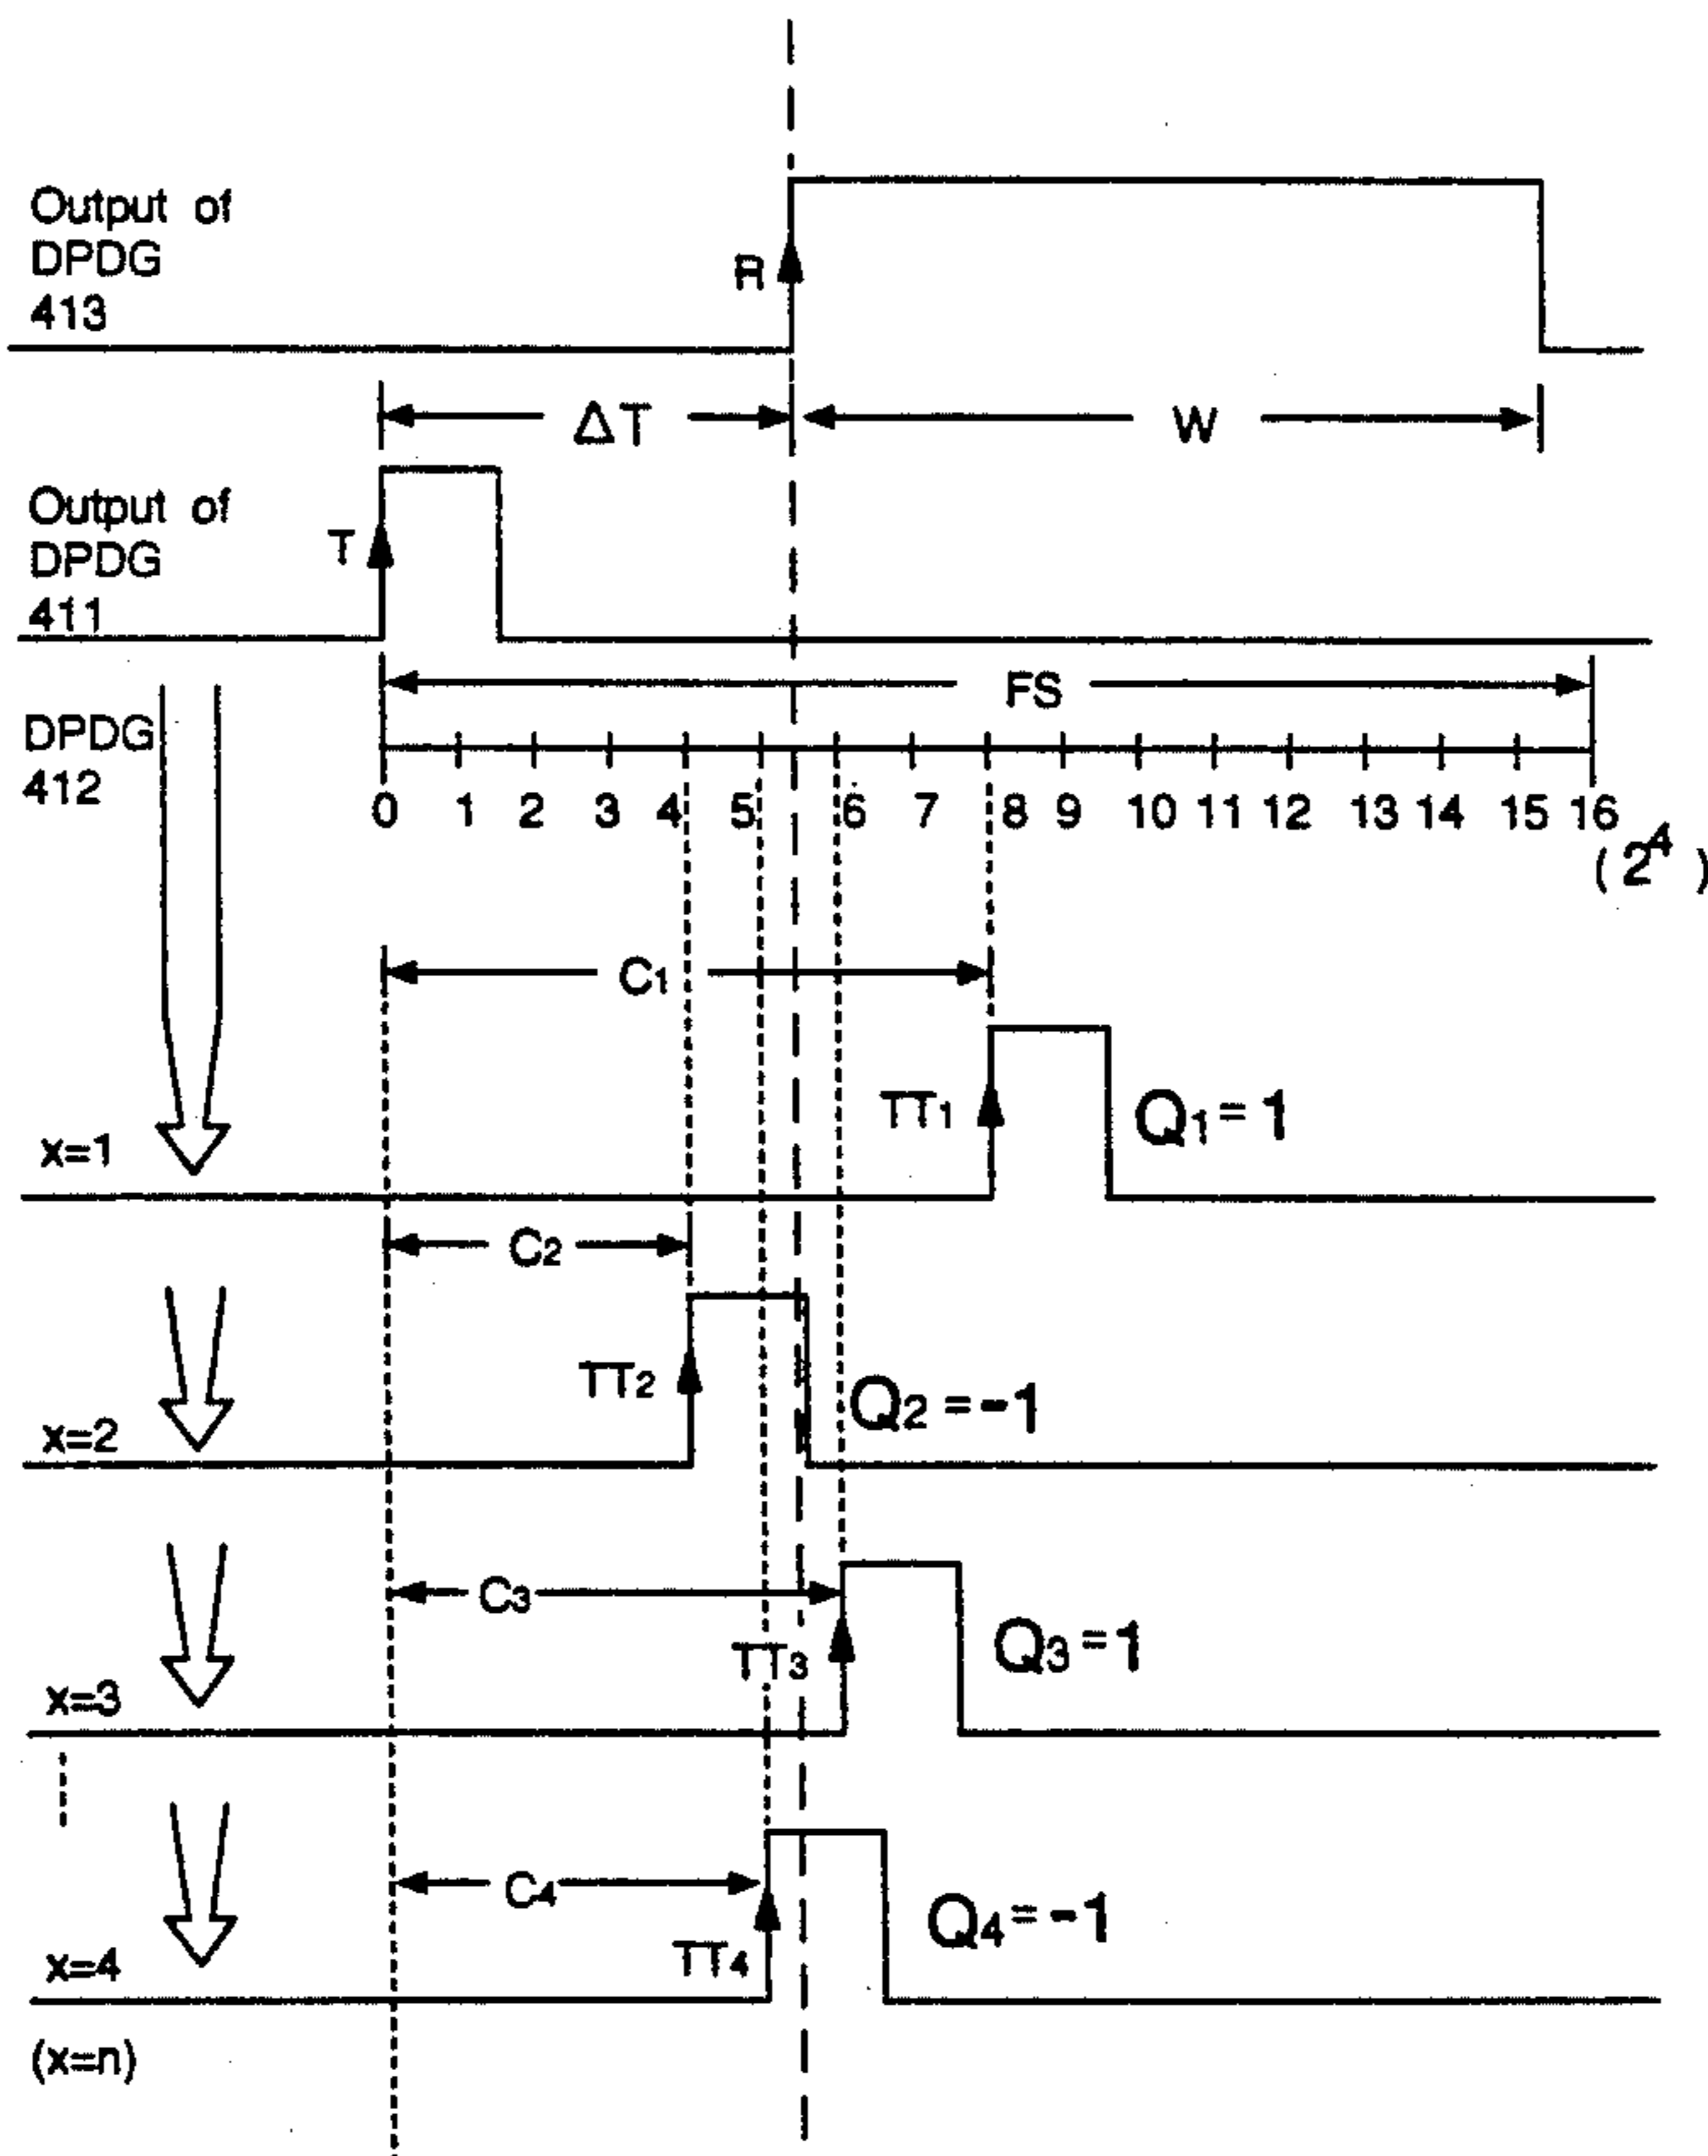 Output of
DPDG
413
R
ΔT
W
Output of
DPDG
411
T
FS
DPDG
412
0 1 2 3 4 5 6 7 8 9 10 11 12 13 14 15 16
(2⁴)
C₁
TT₁
Q₁ = 1
x=1
C₂
TT₂
Q₂ = -1
x=2
C₃
TT₃
Q₃ = 1
x=3
C₄
TT₄
Q₄ = -1
x=4
(x=n)